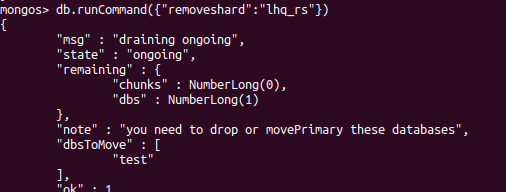 mongos> db.runCommand({"removeshard":"lhq_rs"})
{
"msg" : "draining ongoing",
"state" : "ongoing",
"remaining" : {
"chunks" : NumberLong(0),
"dbs" : NumberLong(1)
},
"note" : "you need to drop or movePrimary these databases",
"dbsToMove" : [
"test"
],
"ok" : 1